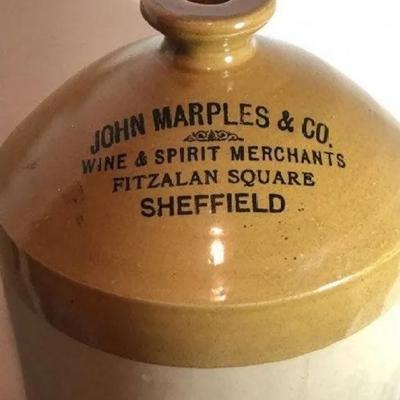 JOHN MARPLES & CO.
WINE & SPIRIT MERCHANTS
FITZALAN SQUARE
SHEFFIELD